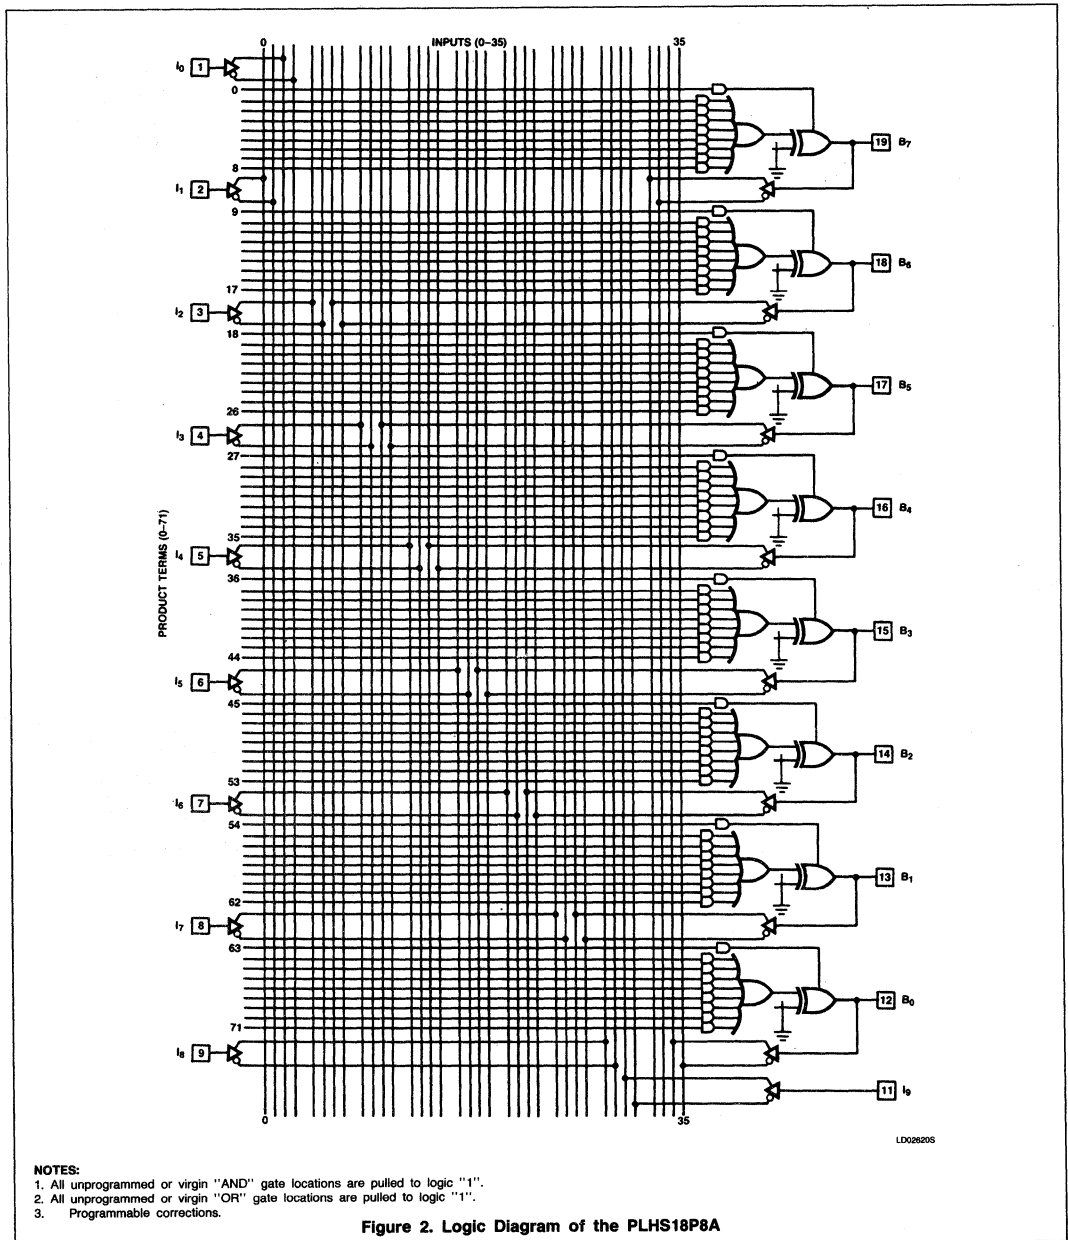 0 INPUTS (0–35) 35
I0 1
0
19 B7
8
I1 2
9
18 B6
17
I2 3
18
17 B5
26
I3 4
27
16 B4
PRODUCT TERMS (0–71)
35
I4 5
36
15 B3
44
I5 6
45
14 B2
53
I6 7
54
13 B1
62
I7 8
63
12 B0
71
I8 9
11 I9
0 35
LD02620S
NOTES:
1. All unprogrammed or virgin "AND" gate locations are pulled to logic "1".
2. All unprogrammed or virgin "OR" gate locations are pulled to logic "1".
3. Programmable corrections.
Figure 2. Logic Diagram of the PLHS18P8A